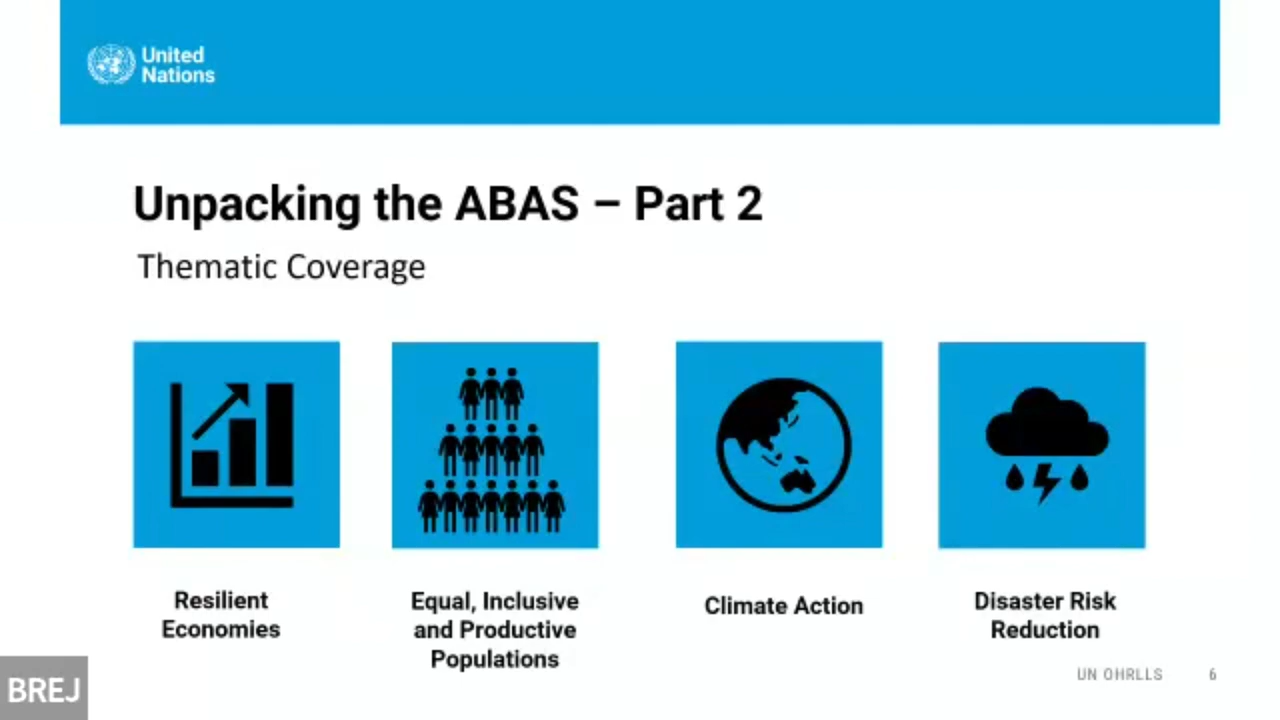 United
Nations
Unpacking the ABAS – Part 2
Thematic Coverage
Resilient
Economies
Equal, Inclusive
and Productive
Populations
Climate Action
Disaster Risk
Reduction
UN OHRLLS 6
BREJ